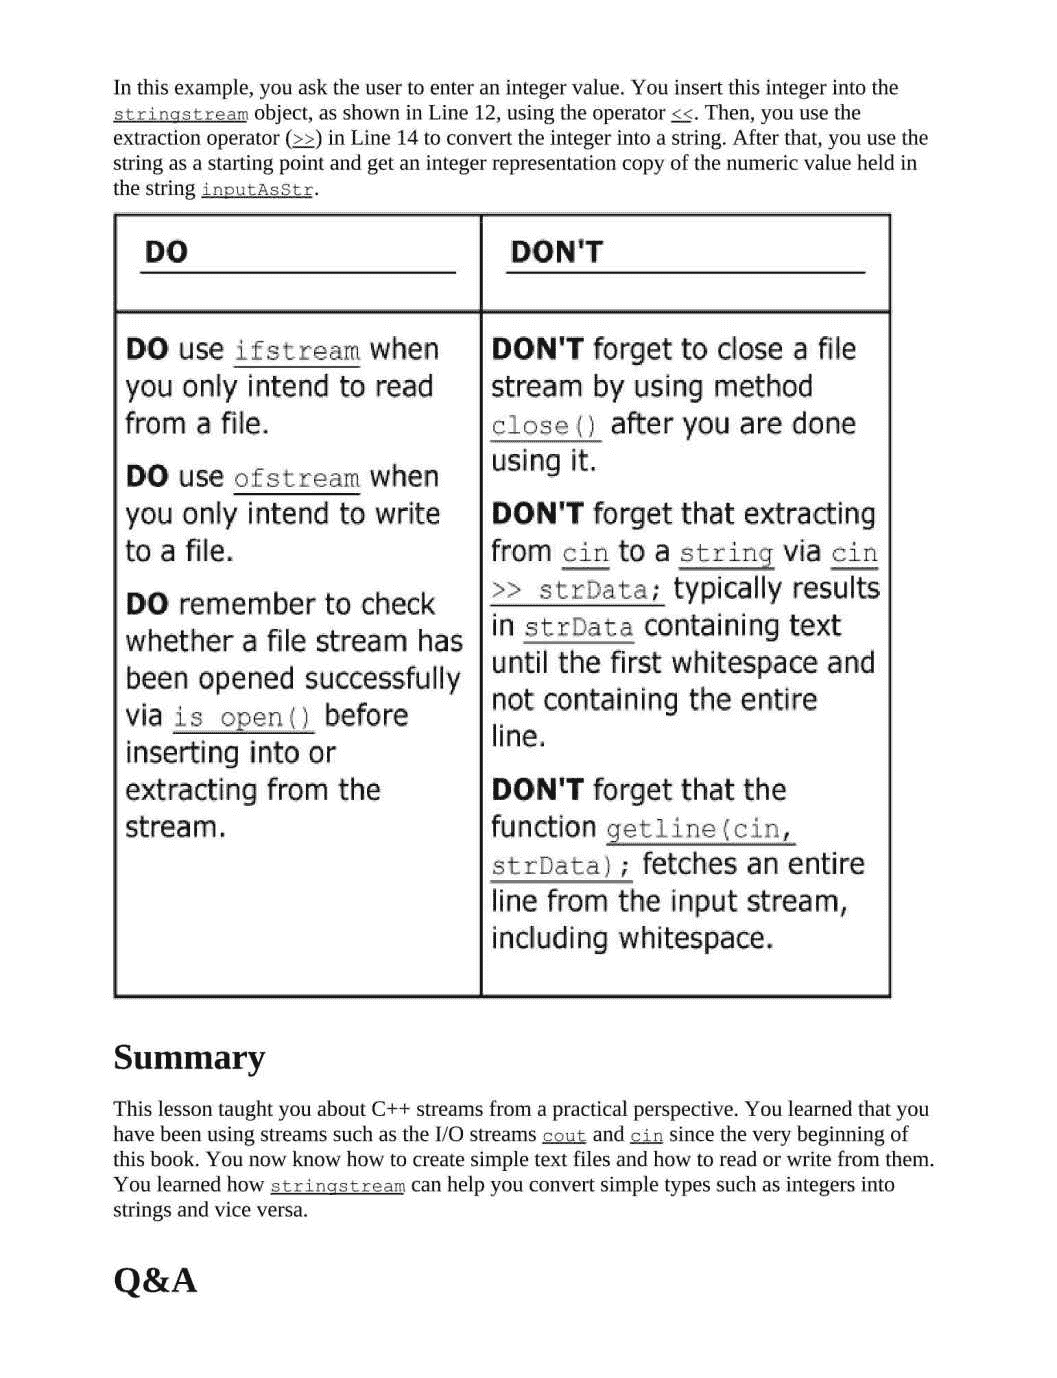 In this example, you ask the user to enter an integer value. You insert this integer into the
stringstream object, as shown in Line 12, using the operator <<. Then, you use the
extraction operator (>>) in Line 14 to convert the integer into a string. After that, you use the
string as a starting point and get an integer representation copy of the numeric value held in
the string inputAsStr.
DO
DO use ifstream when
you only intend to read
from a file.
DO use ofstream when
you only intend to write
to a file.
DO remember to check
whether a file stream has
been opened successfully
via is_open() before
inserting into or
extracting from the
stream.
DON'T
DON'T forget to close a file
stream by using method
close() after you are done
using it.
DON'T forget that extracting
from cin to a string via cin
>> strData; typically results
in strData containing text
until the first whitespace and
not containing the entire
line.
DON'T forget that the
function getline(cin,
strData); fetches an entire
line from the input stream,
including whitespace.
Summary
This lesson taught you about C++ streams from a practical perspective. You learned that you
have been using streams such as the I/O streams cout and cin since the very beginning of
this book. You now know how to create simple text files and how to read or write from them.
You learned how stringstream can help you convert simple types such as integers into
strings and vice versa.
Q&A